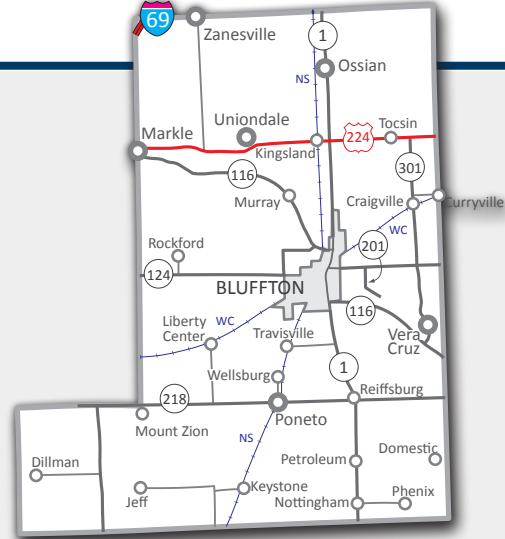 69
Zanesville
1
NS
Ossian
Uniondale
Tocsin
Markle
224
Kingsland
116
301
Murray
Craigville
Curryville
WC
201
Rockford
124
BLUFFTON
116
WC
Liberty
Center
Travisville
Vera
Cruz
1
Wellsburg
218
Reiffsburg
Poneto
Mount Zion
NS
Domestic
Petroleum
Dillman
Keystone
Phenix
Jeff
Nottingham